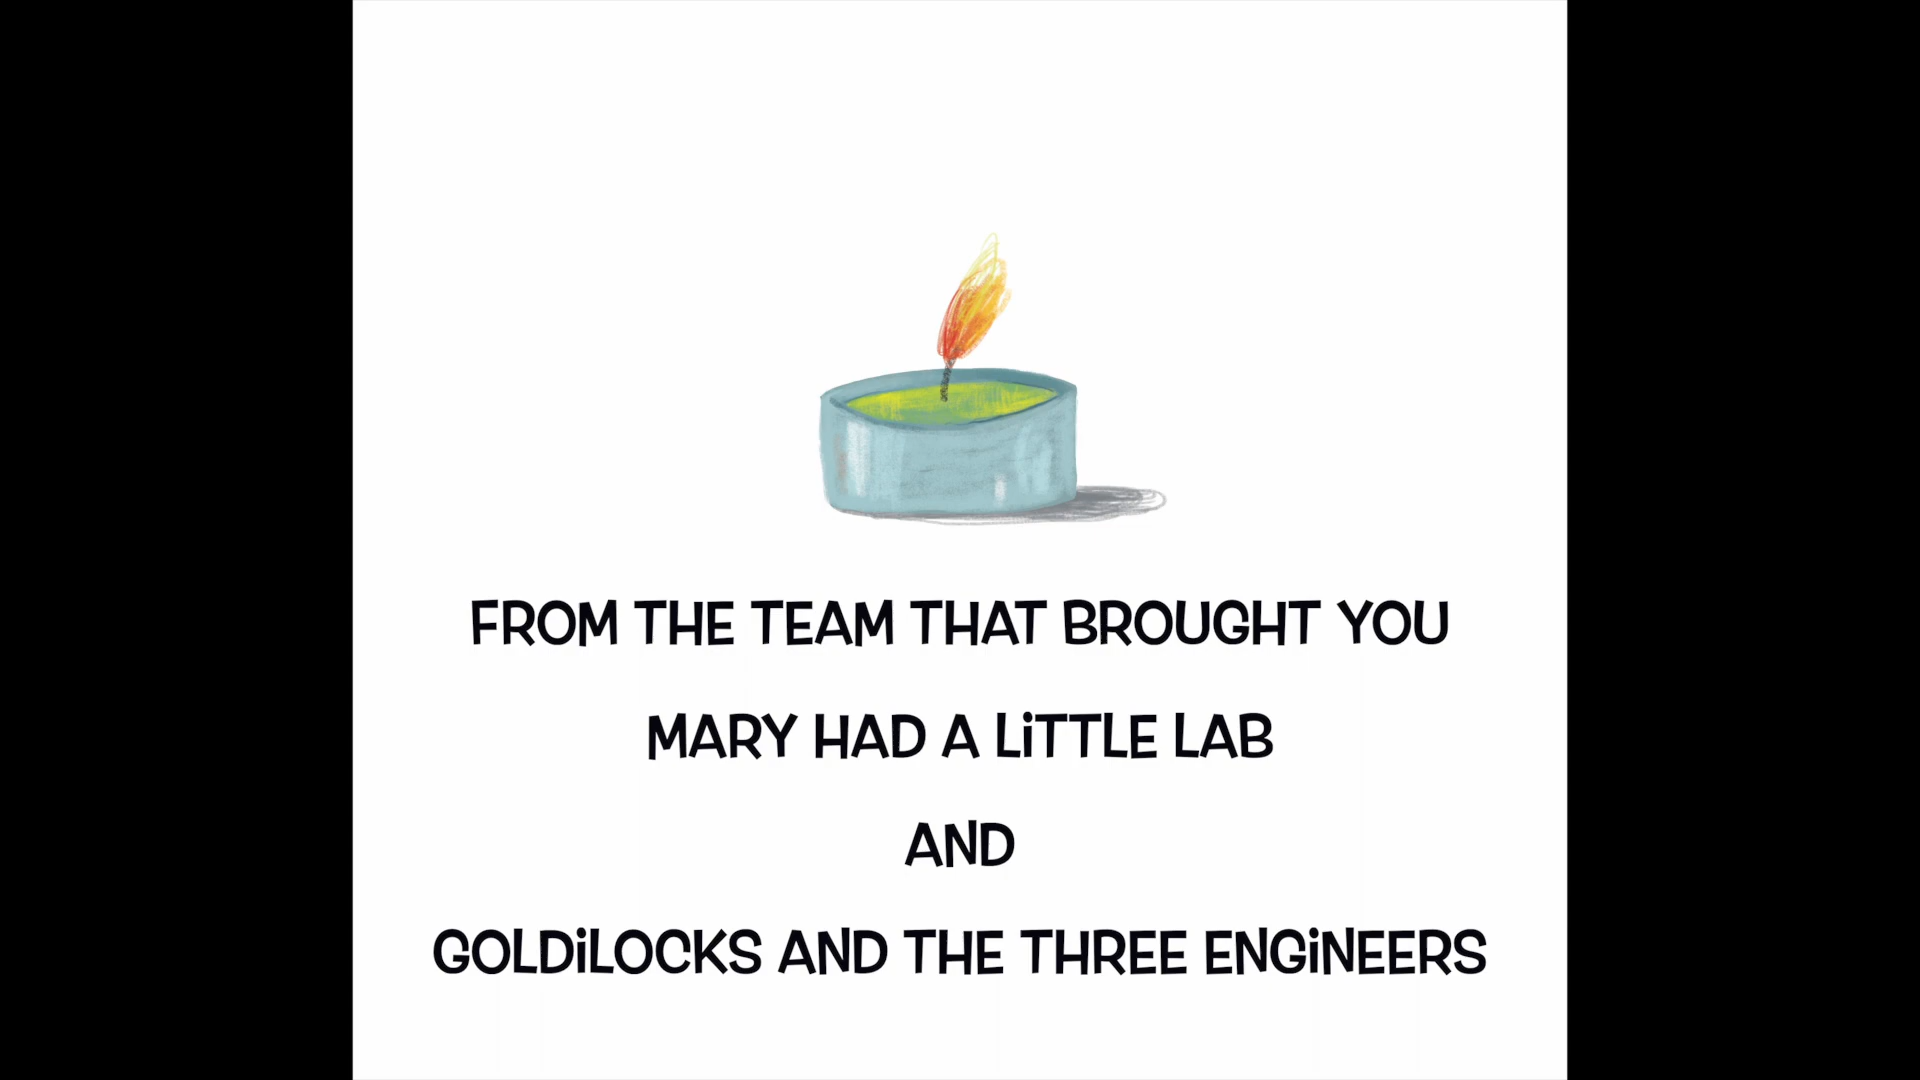 FROM THE TEAM THAT BROUGHT YOU
MARY HAD A LiTTLE LAB
AND
GOLDiLOCKS AND THE THREE ENGiNEERS